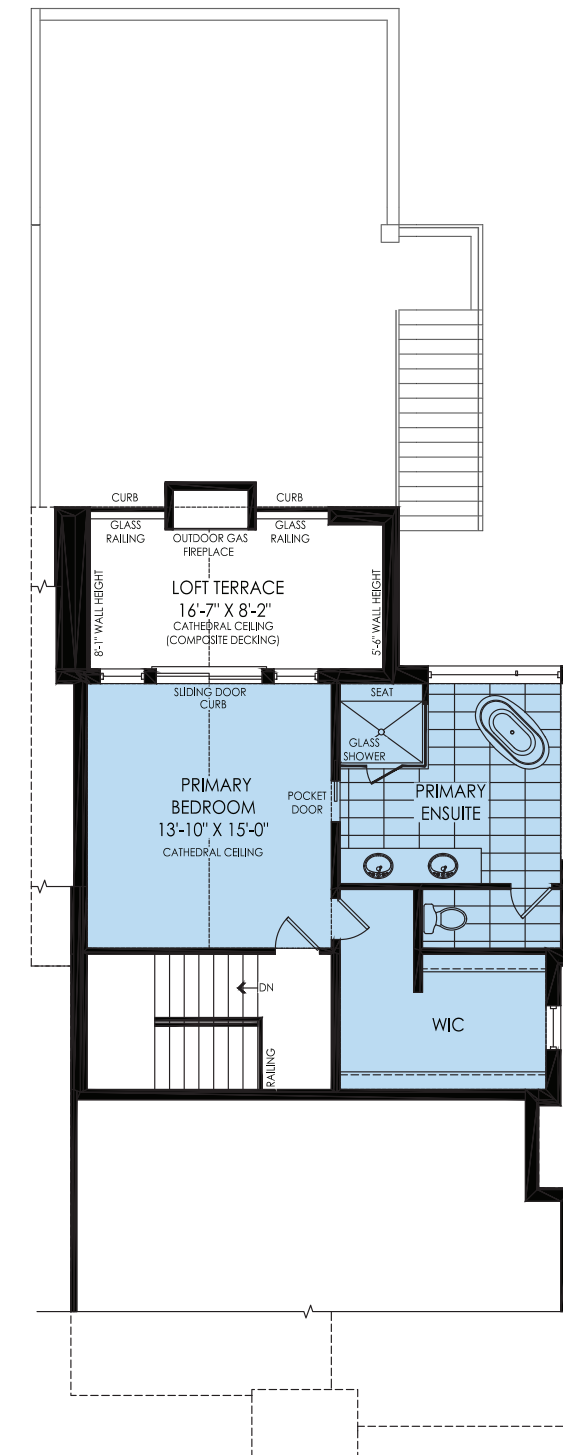 CURB
CURB
GLASS
RAILING
OUTDOOR GAS
FIREPLACE
GLASS
RAILING
8'-1" WALL HEIGHT
LOFT TERRACE
16'-7" X 8'-2"
CATHEDRAL CEILING
(COMPOSITE DECKING)
5'-6" WALL HEIGHT
SLIDING DOOR
CURB
SEAT
GLASS
SHOWER
PRIMARY
BEDROOM
13'-10" X 15'-0"
CATHEDRAL CEILING
POCKET
DOOR
PRIMARY
ENSUITE
DN
RAILING
WIC